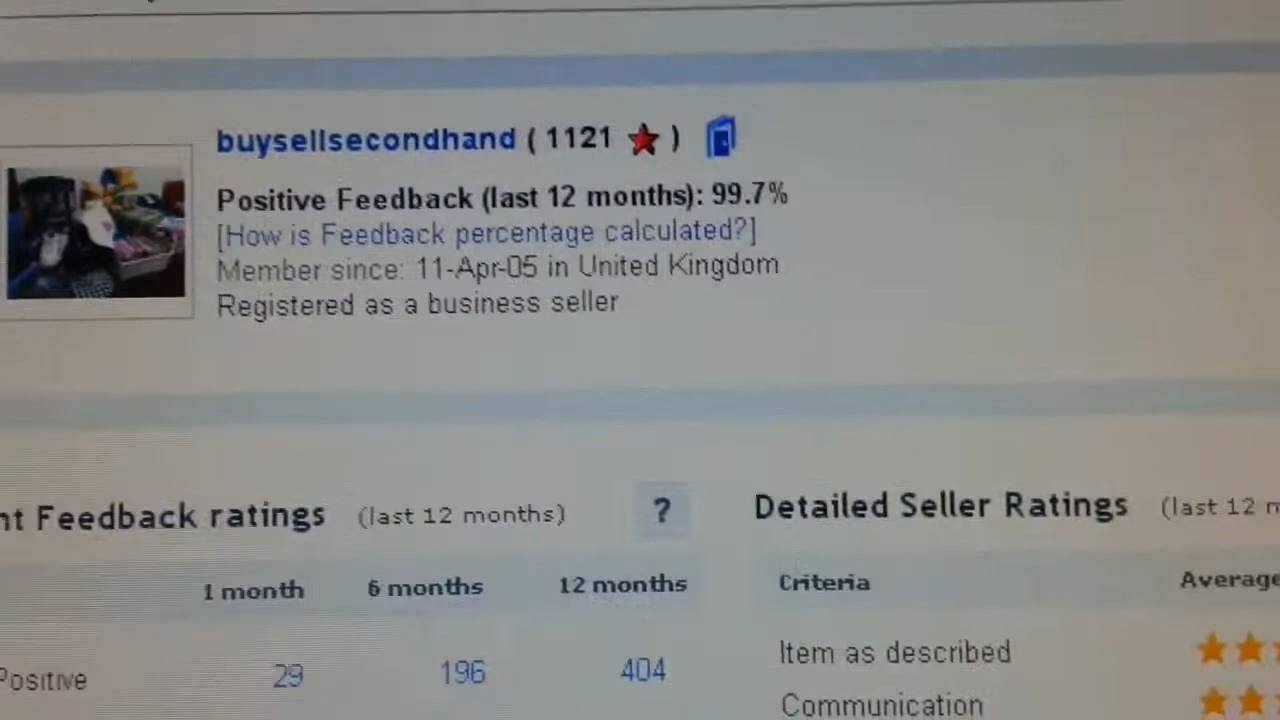 buysellsecondhand ( 1121 )
Positive Feedback (last 12 months): 99.7%
[How is Feedback percentage calculated?]
Member since: 11-Apr-05 in United Kingdom
Registered as a business seller
Feedback ratings (last 12 months) ?
1 month 6 months 12 months
Positive 29 196 404
Detailed Seller Ratings (last 12
Criteria Average
Item as described
Communication